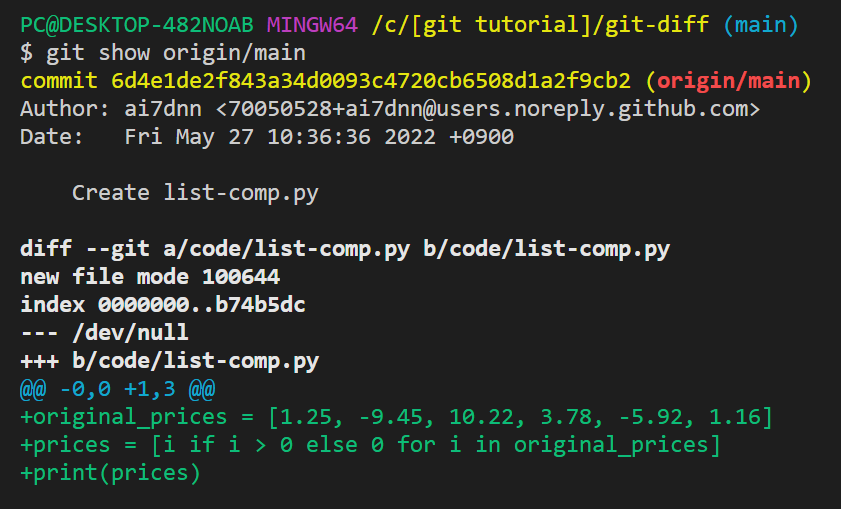 PC@DESKTOP-482NOAB MINGW64 /c/[git tutorial]/git-diff (main)
$ git show origin/main
commit 6d4e1de2f843a34d0093c4720cb6508d1a2f9cb2 (origin/main)
Author: ai7dnn <70050528+ai7dnn@users.noreply.github.com>
Date:   Fri May 27 10:36:36 2022 +0900

    Create list-comp.py

diff --git a/code/list-comp.py b/code/list-comp.py
new file mode 100644
index 0000000..b74b5dc
--- /dev/null
+++ b/code/list-comp.py
@@ -0,0 +1,3 @@
+original_prices = [1.25, -9.45, 10.22, 3.78, -5.92, 1.16]
+prices = [i if i > 0 else 0 for i in original_prices]
+print(prices)